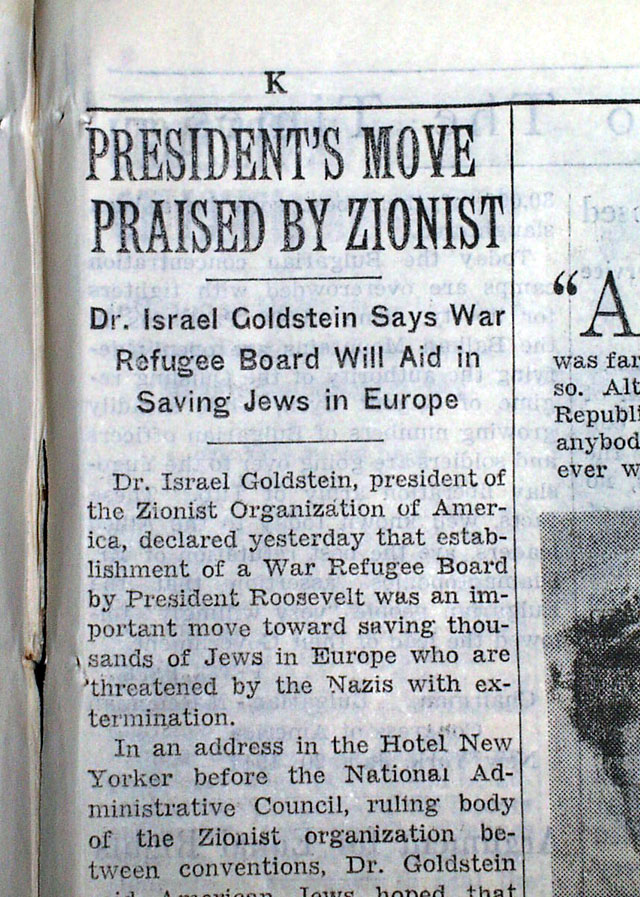 K
PRESIDENT'S MOVE
PRAISED BY ZIONIST
Dr. Israel Goldstein Says War
Refugee Board Will Aid in
Saving Jews in Europe
Dr. Israel Goldstein, president of
the Zionist Organization of Amer-
ica, declared yesterday that estab-
lishment of a War Refugee Board
by President Roosevelt was an im-
portant move toward saving thou-
sands of Jews in Europe who are
threatened by the Nazis with ex-
termination.
In an address in the Hotel New
Yorker before the National Ad-
ministrative Council, ruling body
of the Zionist organization be-
tween conventions, Dr. Goldstein
American Jews hoped that
“A
was far
so. Alt
Republi
anybod
ever w